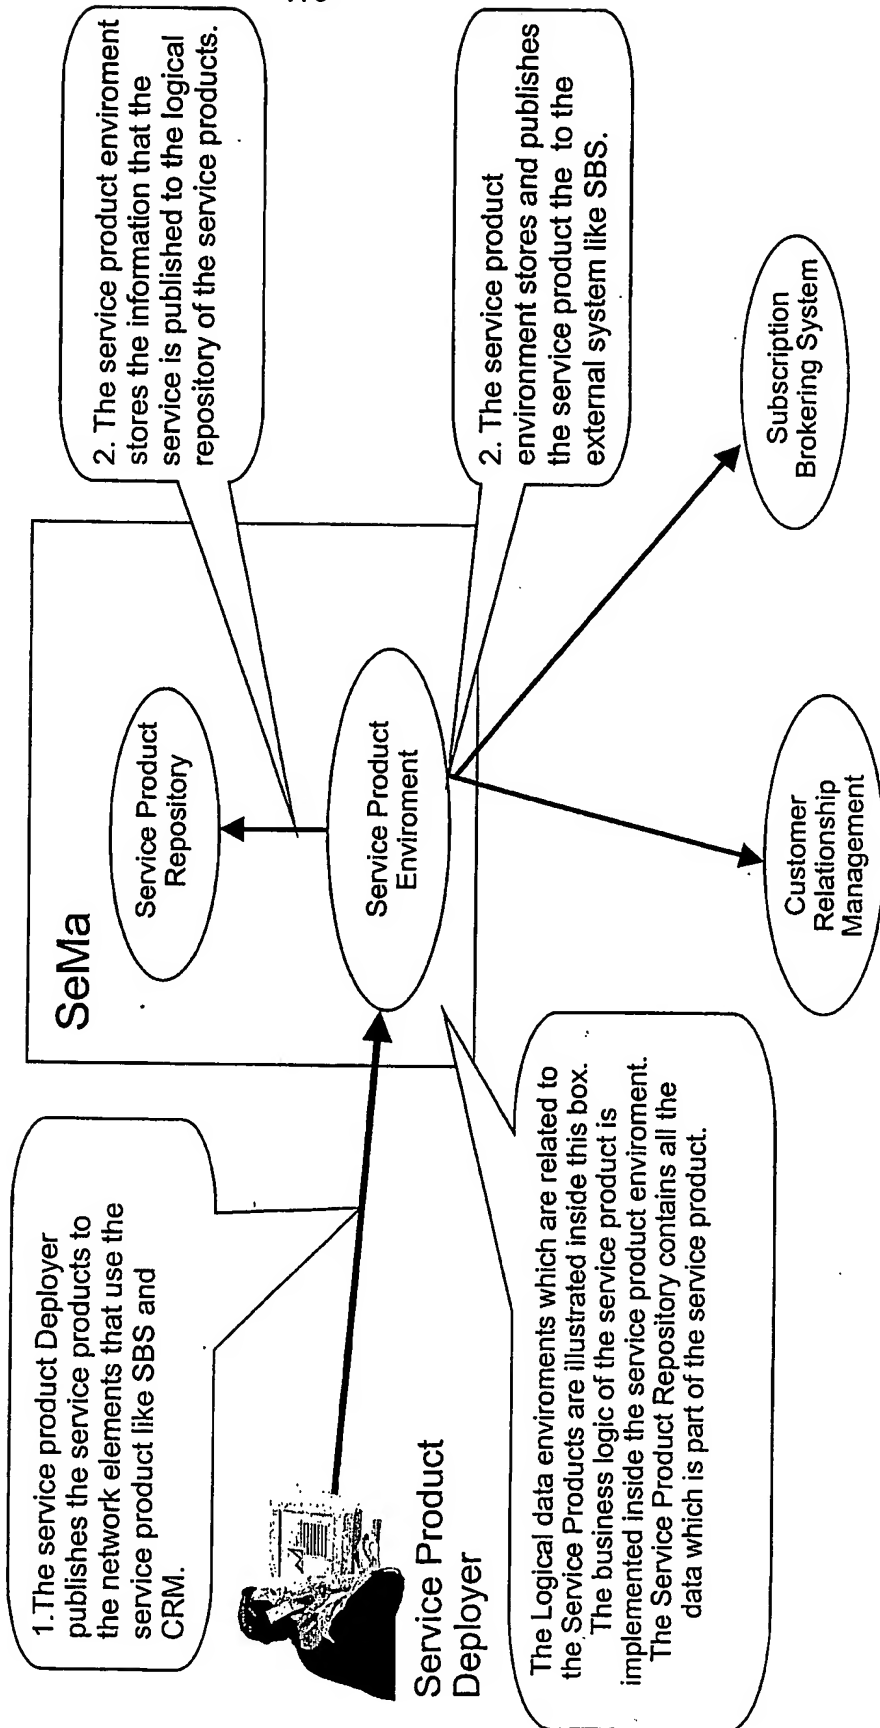 1.The service product Deployer
publishes the service products to
the network elements that use the
service product like SBS and
CRM.
SeMa
Service Product
Repository
Service Product
Enviroment
2. The service product enviroment
stores the information that the
service is published to the logical
repository of the service products.
2. The service product
environment stores and publishes
the service product the to the
external system like SBS.
Service Product
Deployer
The Logical data enviroments which are related to
the Service Products are illustrated inside this box.
The business logic of the service product is
implemented inside the service product enviroment.
The Service Product Repository contains all the
data which is part of the service product.
Customer
Relationship
Management
Subscription
Brokering System